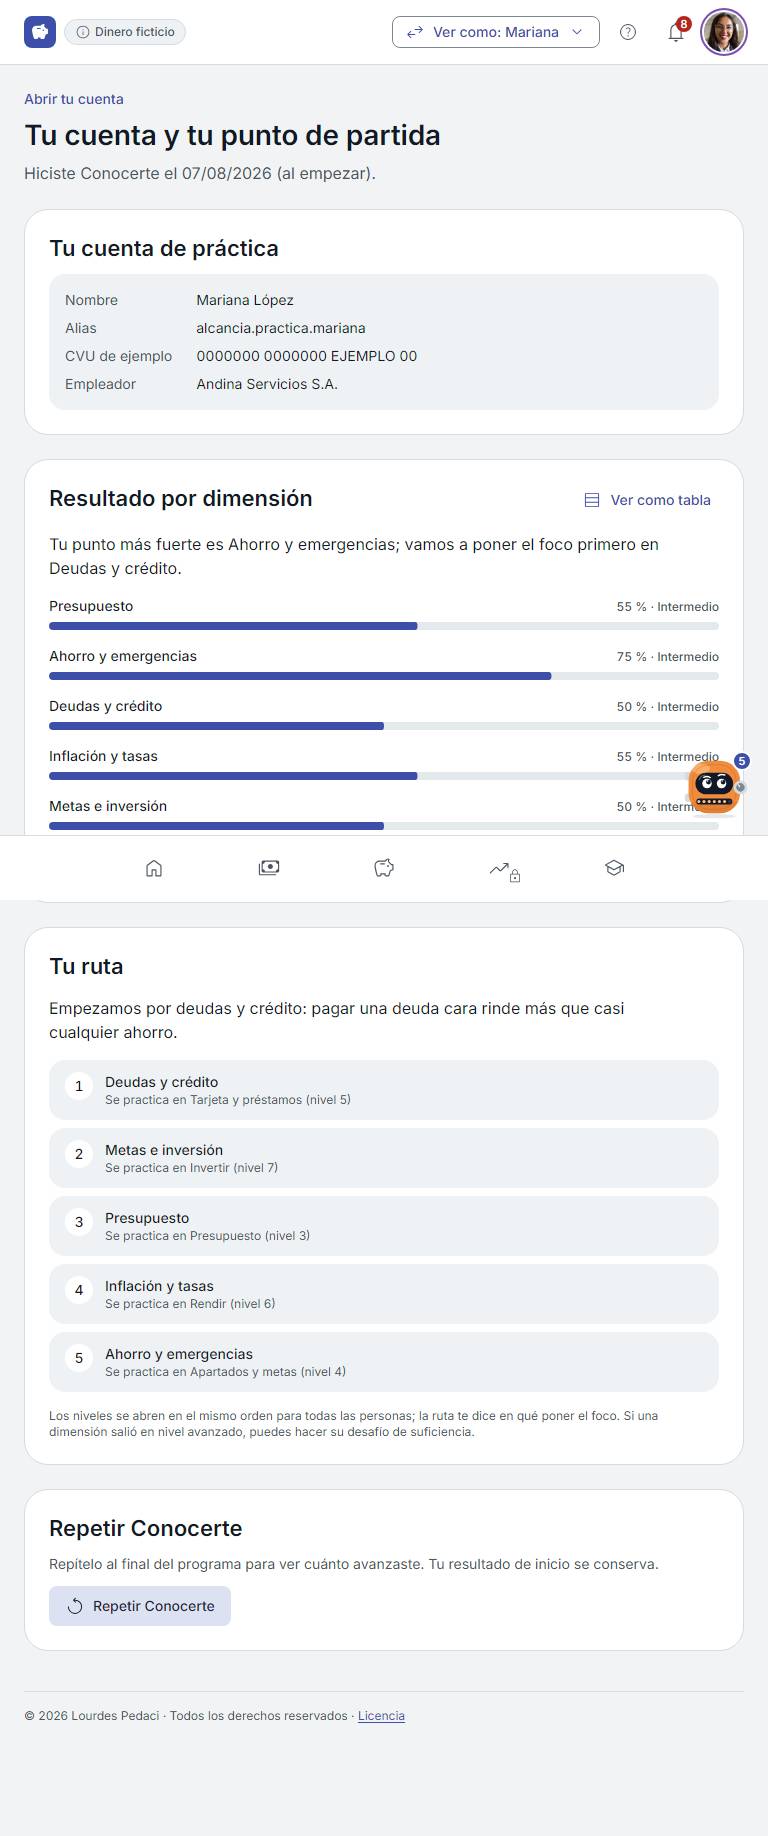 Dinero ficticio
Ver como: Mariana
8
Abrir tu cuenta
Tu cuenta y tu punto de partida
Hiciste Conocerte el 07/08/2026 (al empezar).
Tu cuenta de práctica
Nombre Mariana López
Alias alcancia.practica.mariana
CVU de ejemplo 0000000 0000000 EJEMPLO 00
Empleador Andina Servicios S.A.
Resultado por dimensión
Ver como tabla
Tu punto más fuerte es Ahorro y emergencias; vamos a poner el foco primero en
Deudas y crédito.
Presupuesto 55 % · Intermedio
Ahorro y emergencias 75 % · Intermedio
Deudas y crédito 50 % · Intermedio
Inflación y tasas 55 % · Intermedio
5
Metas e inversión 50 % · Interm
Tu ruta
Empezamos por deudas y crédito: pagar una deuda cara rinde más que casi
cualquier ahorro.
1 Deudas y crédito
Se practica en Tarjeta y préstamos (nivel 5)
2 Metas e inversión
Se practica en Invertir (nivel 7)
3 Presupuesto
Se practica en Presupuesto (nivel 3)
4 Inflación y tasas
Se practica en Rendir (nivel 6)
5 Ahorro y emergencias
Se practica en Apartados y metas (nivel 4)
Los niveles se abren en el mismo orden para todas las personas; la ruta te dice en qué poner el foco. Si una
dimensión salió en nivel avanzado, puedes hacer su desafío de suficiencia.
Repetir Conocerte
Repítelo al final del programa para ver cuánto avanzaste. Tu resultado de inicio se conserva.
Repetir Conocerte
© 2026 Lourdes Pedaci · Todos los derechos reservados · Licencia